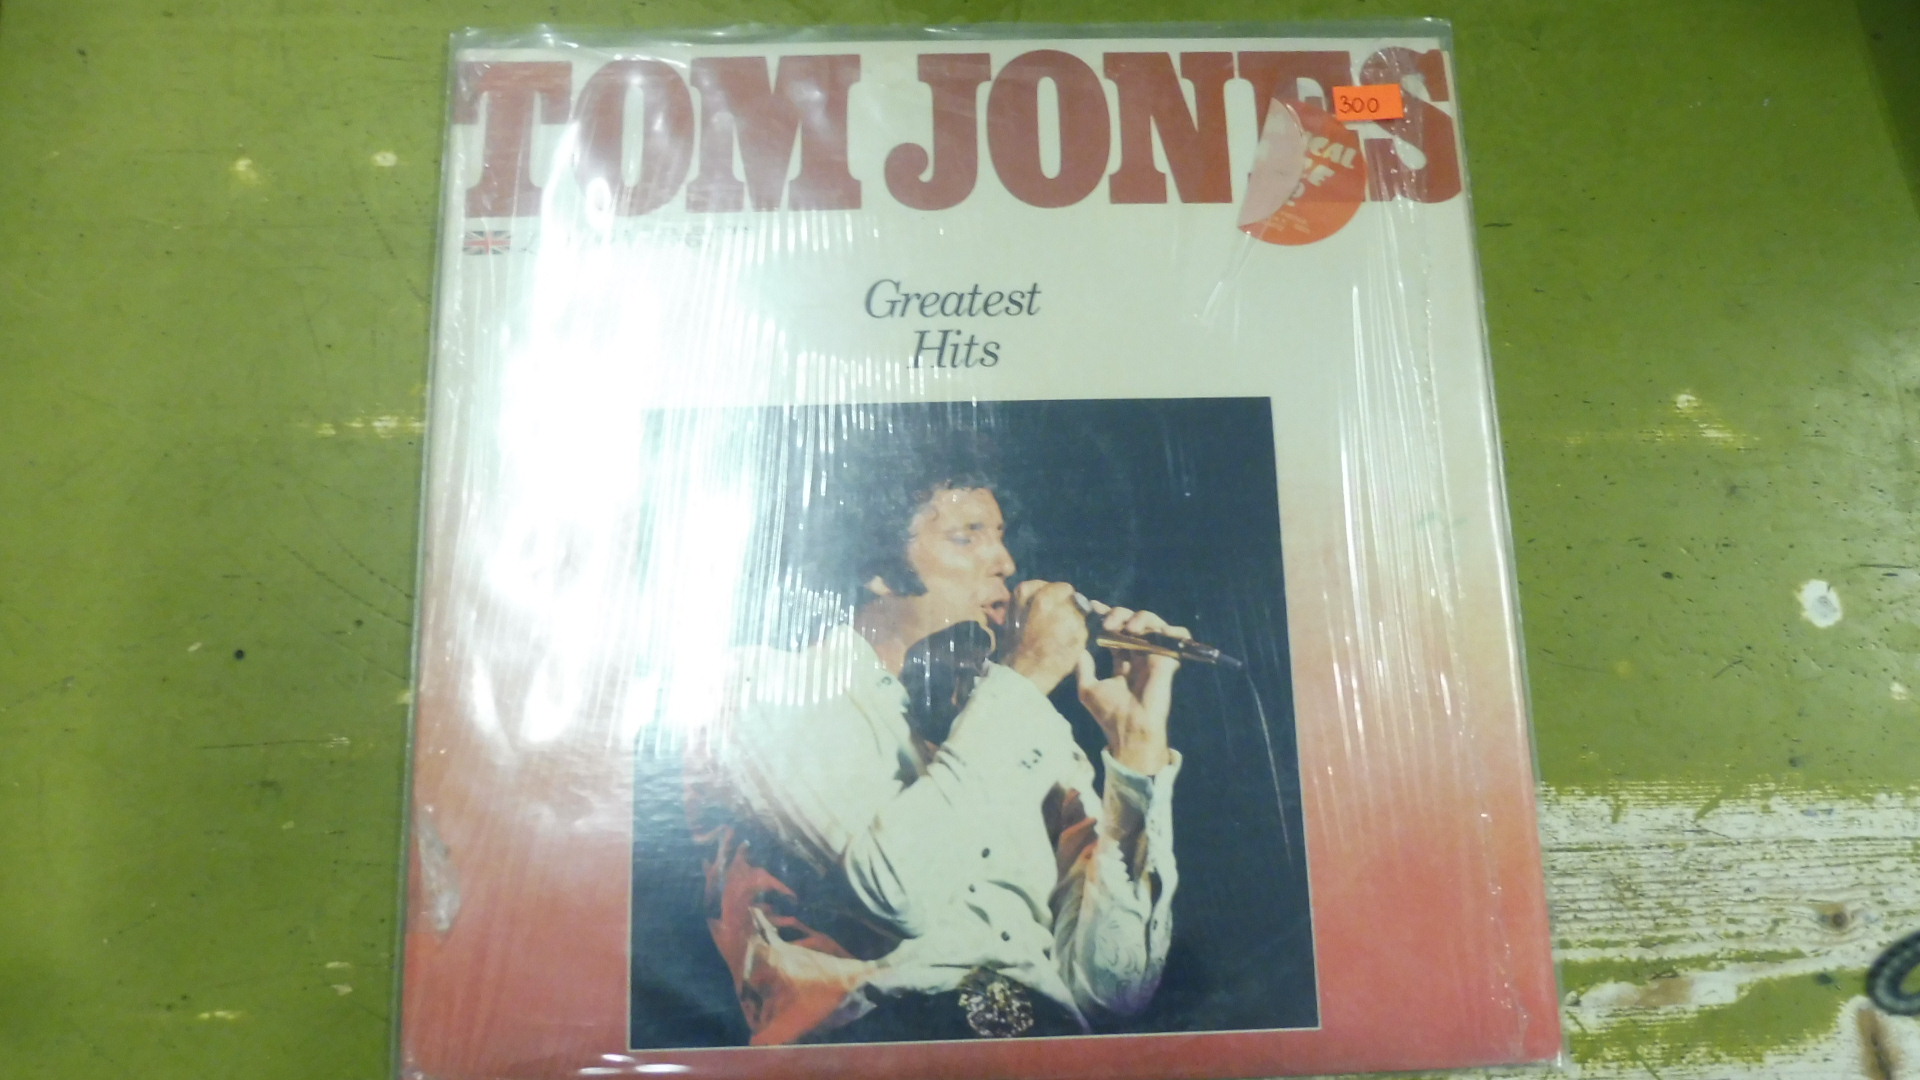 TOM JONES
300
Greatest
Hits